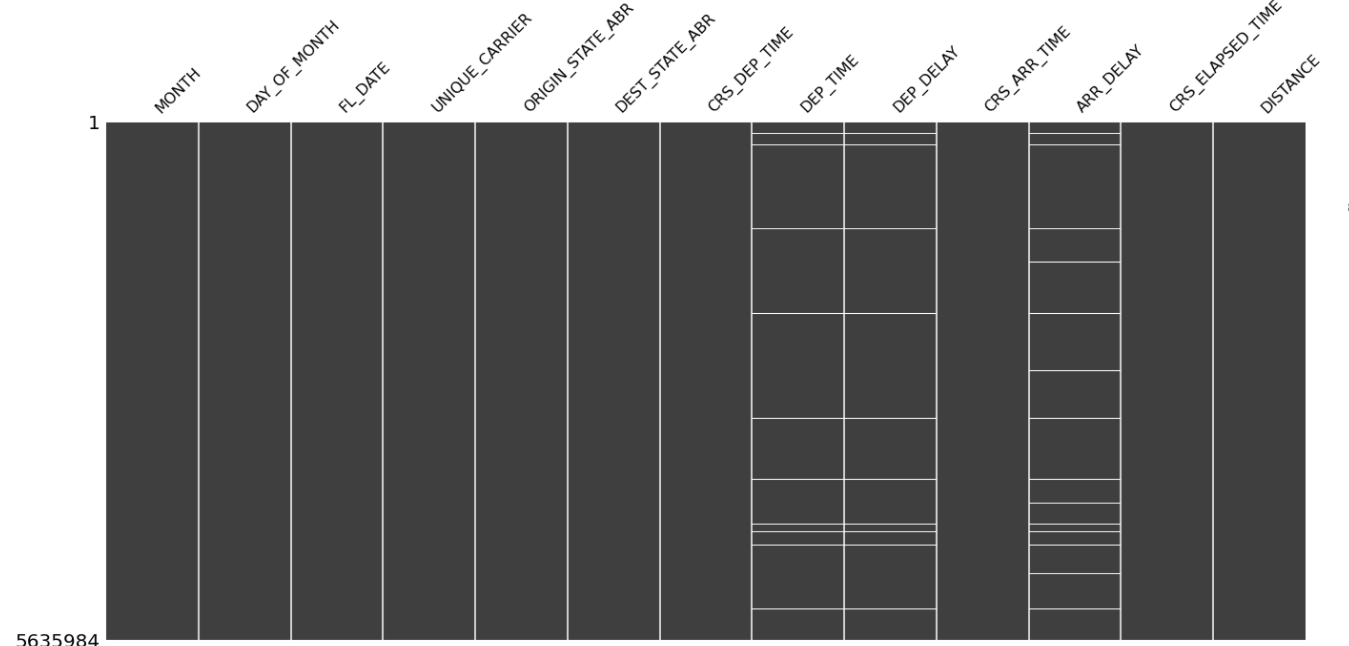 MONTH
DAY_OF_MONTH
FL_DATE
UNIQUE_CARRIER
ORIGIN_STATE_ABR
DEST_STATE_ABR
CRS_DEP_TIME
DEP_TIME
DEP_DELAY
CRS_ARR_TIME
ARR_DELAY
CRS_ELAPSED_TIME
DISTANCE
1
5635984